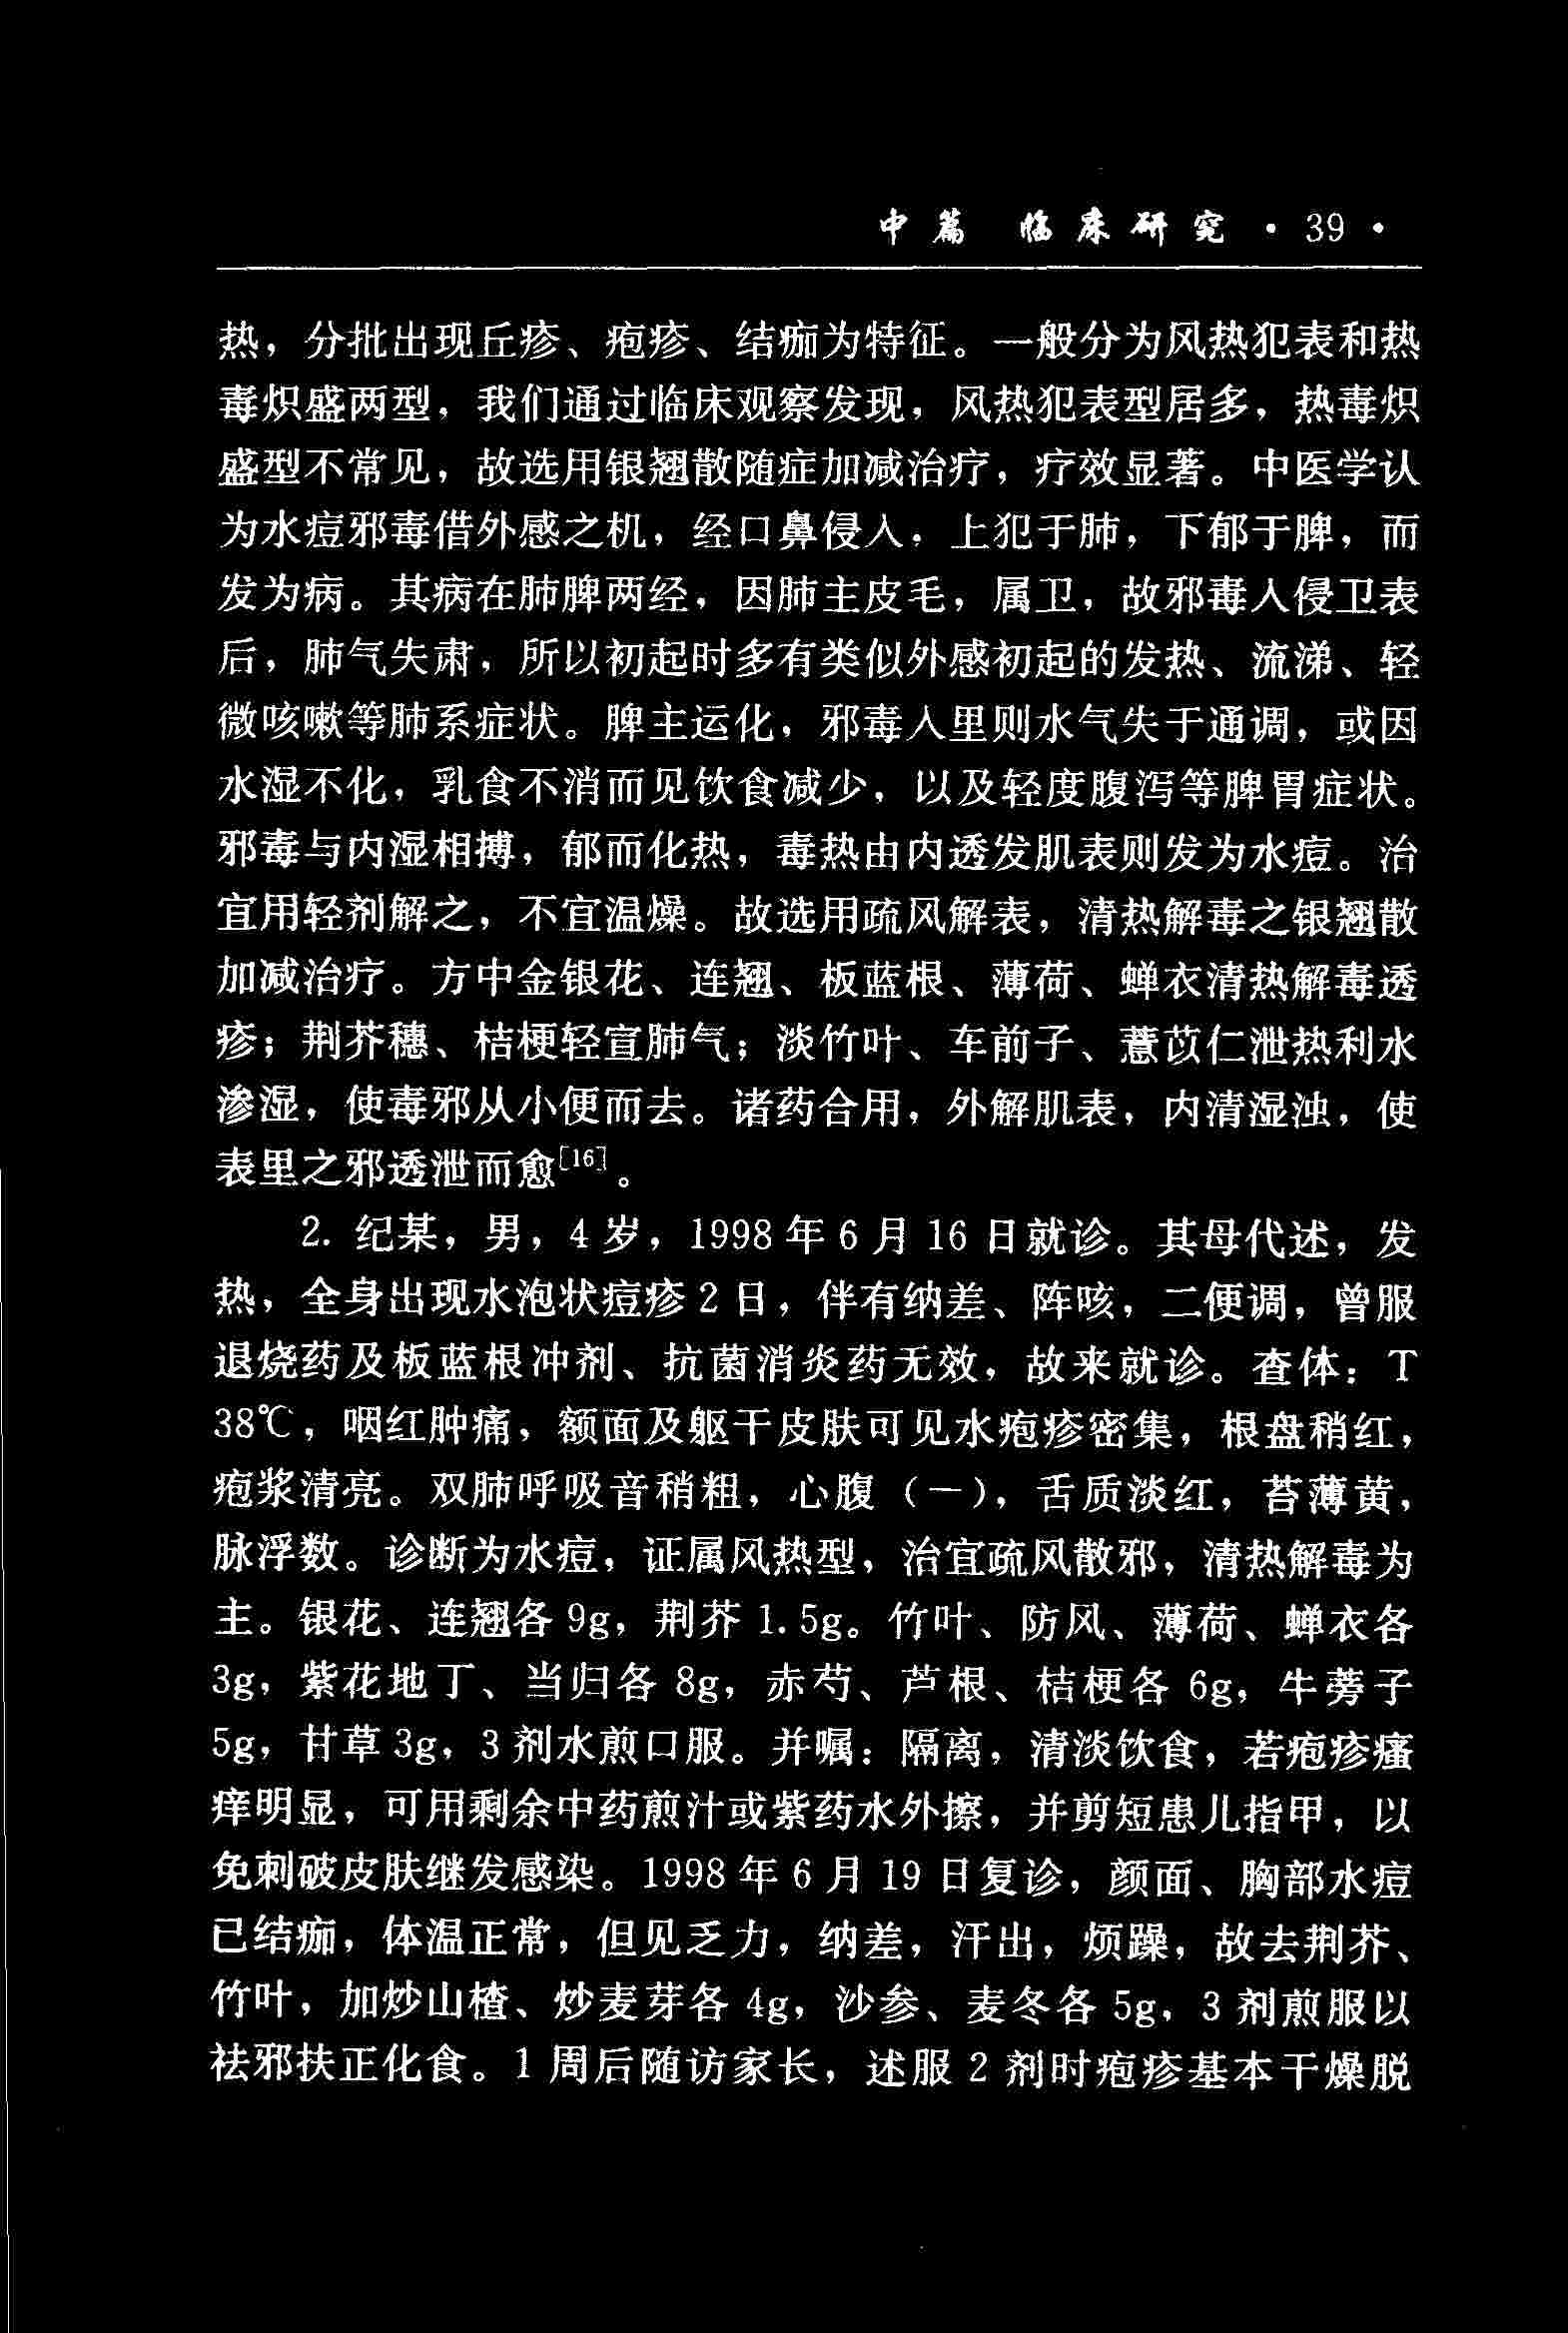 中篇 临床研究 · 39 ·
热，分批出现丘疹、疱疹、结痂为特征。一般分为风热犯表和热
毒炽盛两型，我们通过临床观察发现，风热犯表型居多，热毒炽
盛型不常见，故选用银翘散随症加减治疗，疗效显著。中医学认
为水痘邪毒借外感之机，经口鼻侵入，上犯于肺，下郁于脾，而
发为病。其病在肺脾两经，因肺主皮毛，属卫，故邪毒入侵卫表
后，肺气失肃，所以初起时多有类似外感初起的发热、流涕、轻
微咳嗽等肺系症状。脾主运化，邪毒入里则水气失于通调，或因
水湿不化，乳食不消而见饮食减少，以及轻度腹泻等脾胃症状。
邪毒与内湿相搏，郁而化热，毒热由内透发肌表则发为水痘。治
宜用轻剂解之，不宜温燥。故选用疏风解表，清热解毒之银翘散
加减治疗。方中金银花、连翘、板蓝根、薄荷、蝉衣清热解毒透
疹；荆芥穗、桔梗轻宣肺气；淡竹叶、车前子、薏苡仁泄热利水
渗湿，使毒邪从小便而去。诸药合用，外解肌表，内清湿浊，使
表里之邪透泄而愈[16]。
2. 纪某，男，4 岁，1998 年 6 月 16 日就诊。其母代述，发
热，全身出现水泡状痘疹 2 日，伴有纳差、阵咳，二便调，曾服
退烧药及板蓝根冲剂、抗菌消炎药无效，故来就诊。查体：T
38℃，咽红肿痛，额面及躯干皮肤可见水疱疹密集，根盘稍红，
疱浆清亮。双肺呼吸音稍粗，心腹（一），舌质淡红，苔薄黄，
脉浮数。诊断为水痘，证属风热型，治宜疏风散邪，清热解毒为
主。银花、连翘各 9g，荆芥 1.5g。竹叶、防风、薄荷、蝉衣各
3g，紫花地丁、当归各 8g，赤芍、芦根、桔梗各 6g，牛蒡子
5g，甘草 3g，3 剂水煎口服。并嘱：隔离，清淡饮食，若疱疹瘙
痒明显，可用剩余中药煎汁或紫药水外擦，并剪短患儿指甲，以
免刺破皮肤继发感染。1998 年 6 月 19 日复诊，颜面、胸部水痘
已结痂，体温正常，但见乏力，纳差，汗出，烦躁，故去荆芥、
竹叶，加炒山楂、炒麦芽各 4g，沙参、麦冬各 5g，3 剂煎服以
祛邪扶正化食。1 周后随访家长，述服 2 剂时疱疹基本干燥脱